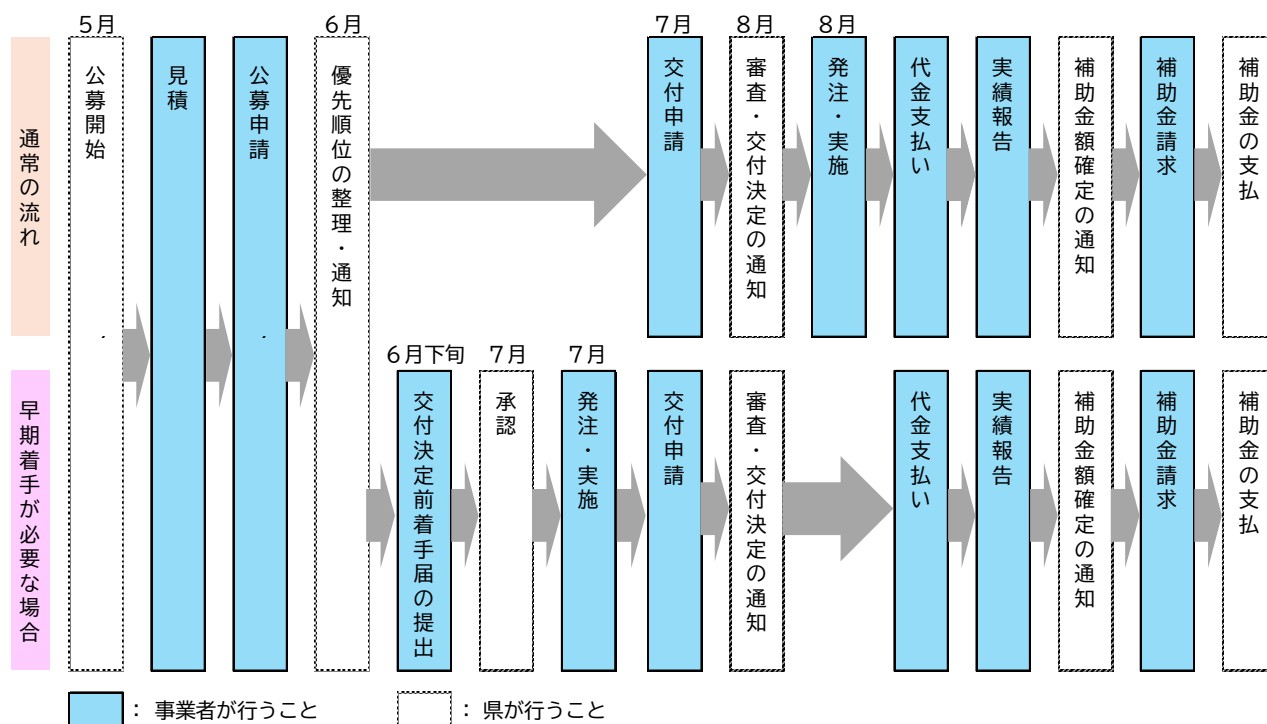 5月
6月
7月
8月
8月
通常の流れ
公募開始
見積
公募申請
優先順位の整理・通知
交付申請
審査・交付決定の通知
発注・実施
代金支払い
実績報告
補助金額確定の通知
補助金請求
補助金の支払
6月下旬
7月
7月
早期着手が必要な場合
交付決定前着手届の提出
承認
発注・実施
交付申請
審査・交付決定の通知
代金支払い
実績報告
補助金額確定の通知
補助金請求
補助金の支払
：事業者が行うこと
：県が行うこと